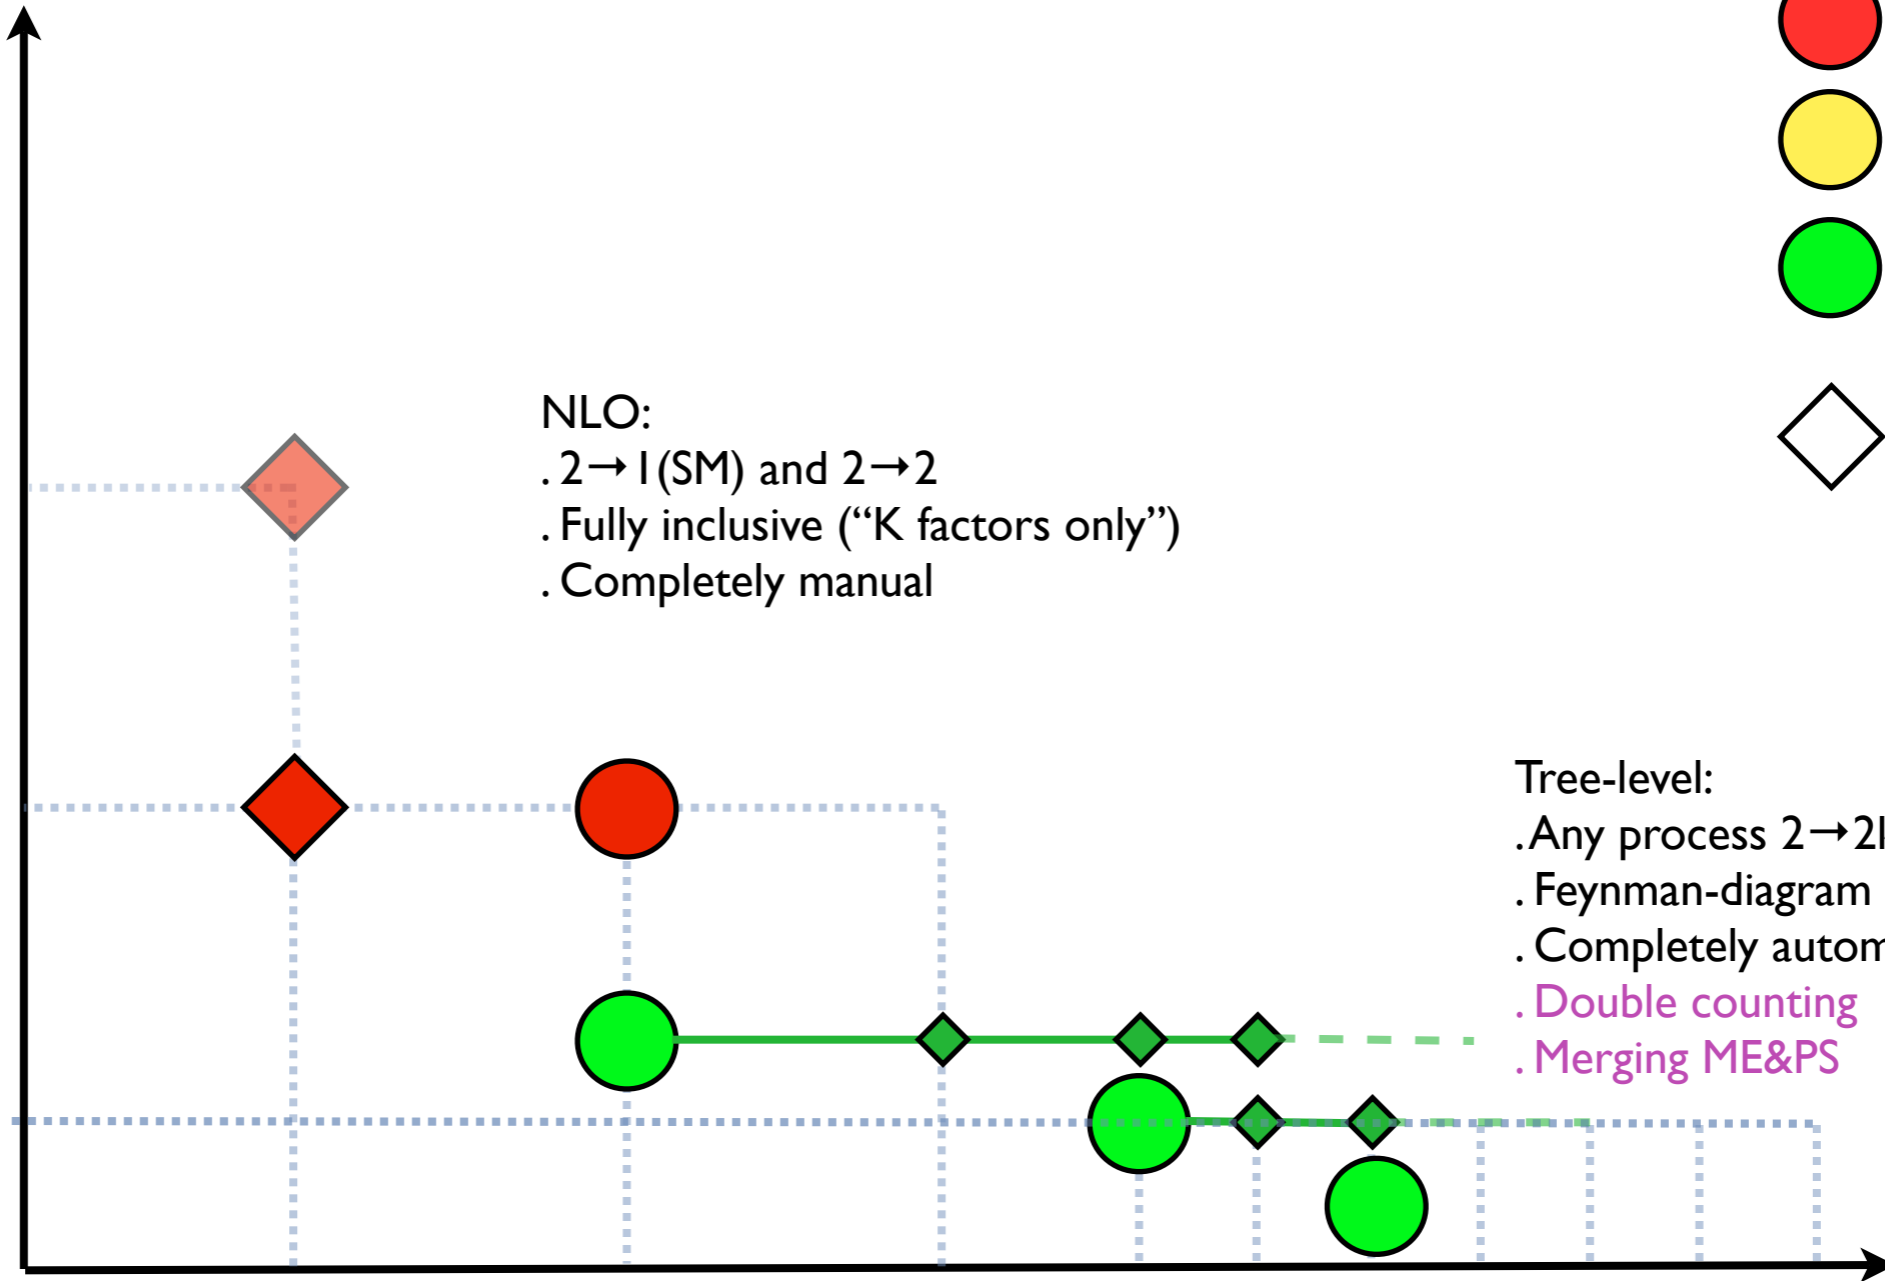 NLO:
. 2→1(SM) and 2→2
. Fully inclusive (“K factors only”)
. Completely manual
Tree-level:
. Any process 2→2
. Feynman-diagram
. Completely autom
. Double counting
. Merging ME&PS